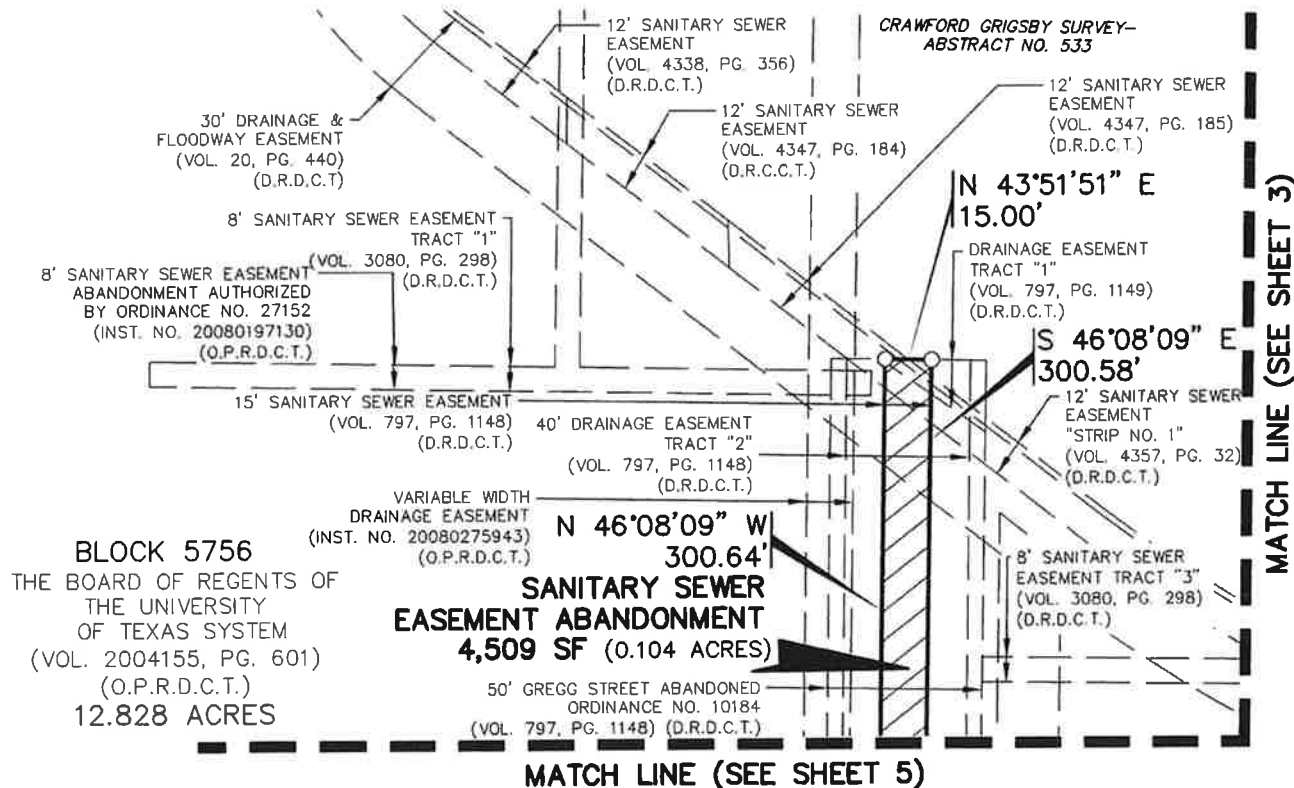 12' SANITARY SEWER
EASEMENT
(VOL. 4338, PG. 356)
(D.R.D.C.T.)
CRAWFORD GRIGSBY SURVEY-
ABSTRACT NO. 533
30' DRAINAGE &
FLOODWAY EASEMENT
(VOL. 20, PG. 440)
(D.R.D.C.T)
12' SANITARY SEWER
EASEMENT
(VOL. 4347, PG. 184)
(D.R.C.C.T.)
12' SANITARY SEWER
EASEMENT
(VOL. 4347, PG. 185)
(D.R.D.C.T.)
N 43°51'51" E
15.00'
8' SANITARY SEWER EASEMENT
TRACT "1"
(VOL. 3080, PG. 298)
(D.R.D.C.T.)
8' SANITARY SEWER EASEMENT
ABANDONMENT AUTHORIZED
BY ORDINANCE NO. 27152
(INST. NO. 20080197130)
(O.P.R.D.C.T.)
DRAINAGE EASEMENT
TRACT "1"
(VOL. 797, PG. 1149)
(D.R.D.C.T.)
S 46°08'09" E
300.58'
15' SANITARY SEWER EASEMENT
(VOL. 797, PG. 1148)
(D.R.D.C.T.)
40' DRAINAGE EASEMENT
TRACT "2"
(VOL. 797, PG. 1148)
(D.R.D.C.T.)
12' SANITARY SEWER
EASEMENT
"STRIP NO. 1"
(VOL. 4357, PG. 32)
(D.R.D.C.T.)
VARIABLE WIDTH
DRAINAGE EASEMENT
(INST. NO. 20080275943)
(O.P.R.D.C.T.)
N 46°08'09" W
300.64'
SANITARY SEWER
EASEMENT ABANDONMENT
4,509 SF (0.104 ACRES)
8' SANITARY SEWER
EASEMENT TRACT "3"
(VOL. 3080, PG. 298)
(D.R.D.C.T.)
BLOCK 5756
THE BOARD OF REGENTS OF
THE UNIVERSITY
OF TEXAS SYSTEM
(VOL. 2004155, PG. 601)
(O.P.R.D.C.T.)
12.828 ACRES
50' GREGG STREET ABANDONED
ORDINANCE NO. 10184
(VOL. 797, PG. 1148) (D.R.D.C.T.)
MATCH LINE (SEE SHEET 3)
MATCH LINE (SEE SHEET 5)